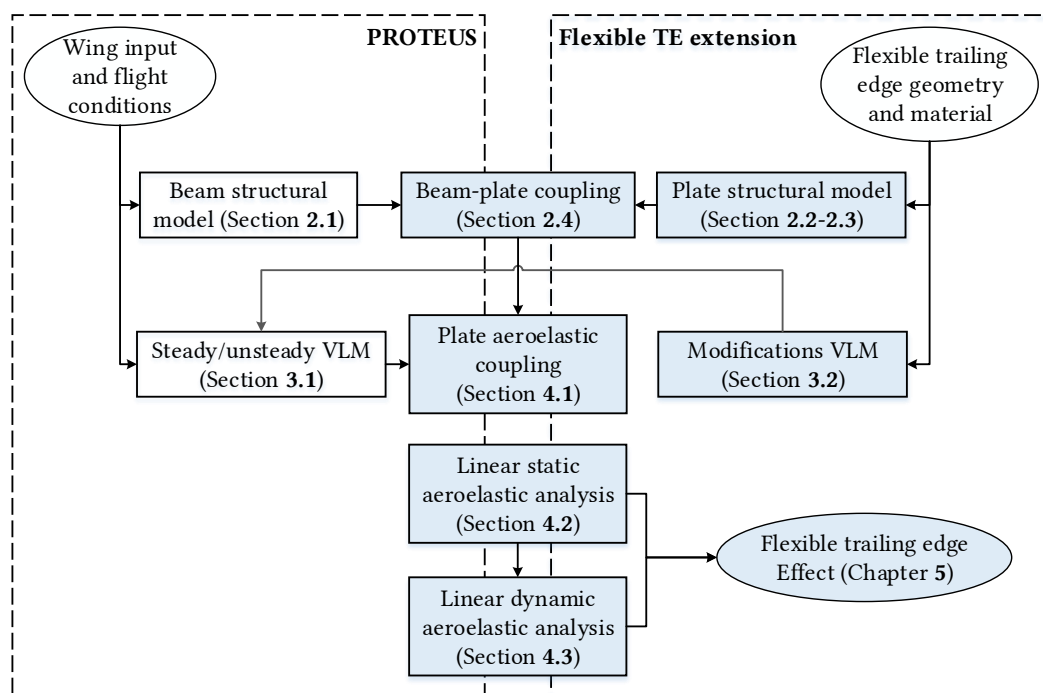 PROTEUS
Flexible TE extension
Wing input
and flight
conditions
Flexible trailing
edge geometry
and material
Beam structural
model (Section 2.1)
Beam-plate coupling
(Section 2.4)
Plate structural model
(Section 2.2-2.3)
Steady/unsteady VLM
(Section 3.1)
Plate aeroelastic
coupling
(Section 4.1)
Modifications VLM
(Section 3.2)
Linear static
aeroelastic analysis
(Section 4.2)
Flexible trailing edge
Effect (Chapter 5)
Linear dynamic
aeroelastic analysis
(Section 4.3)